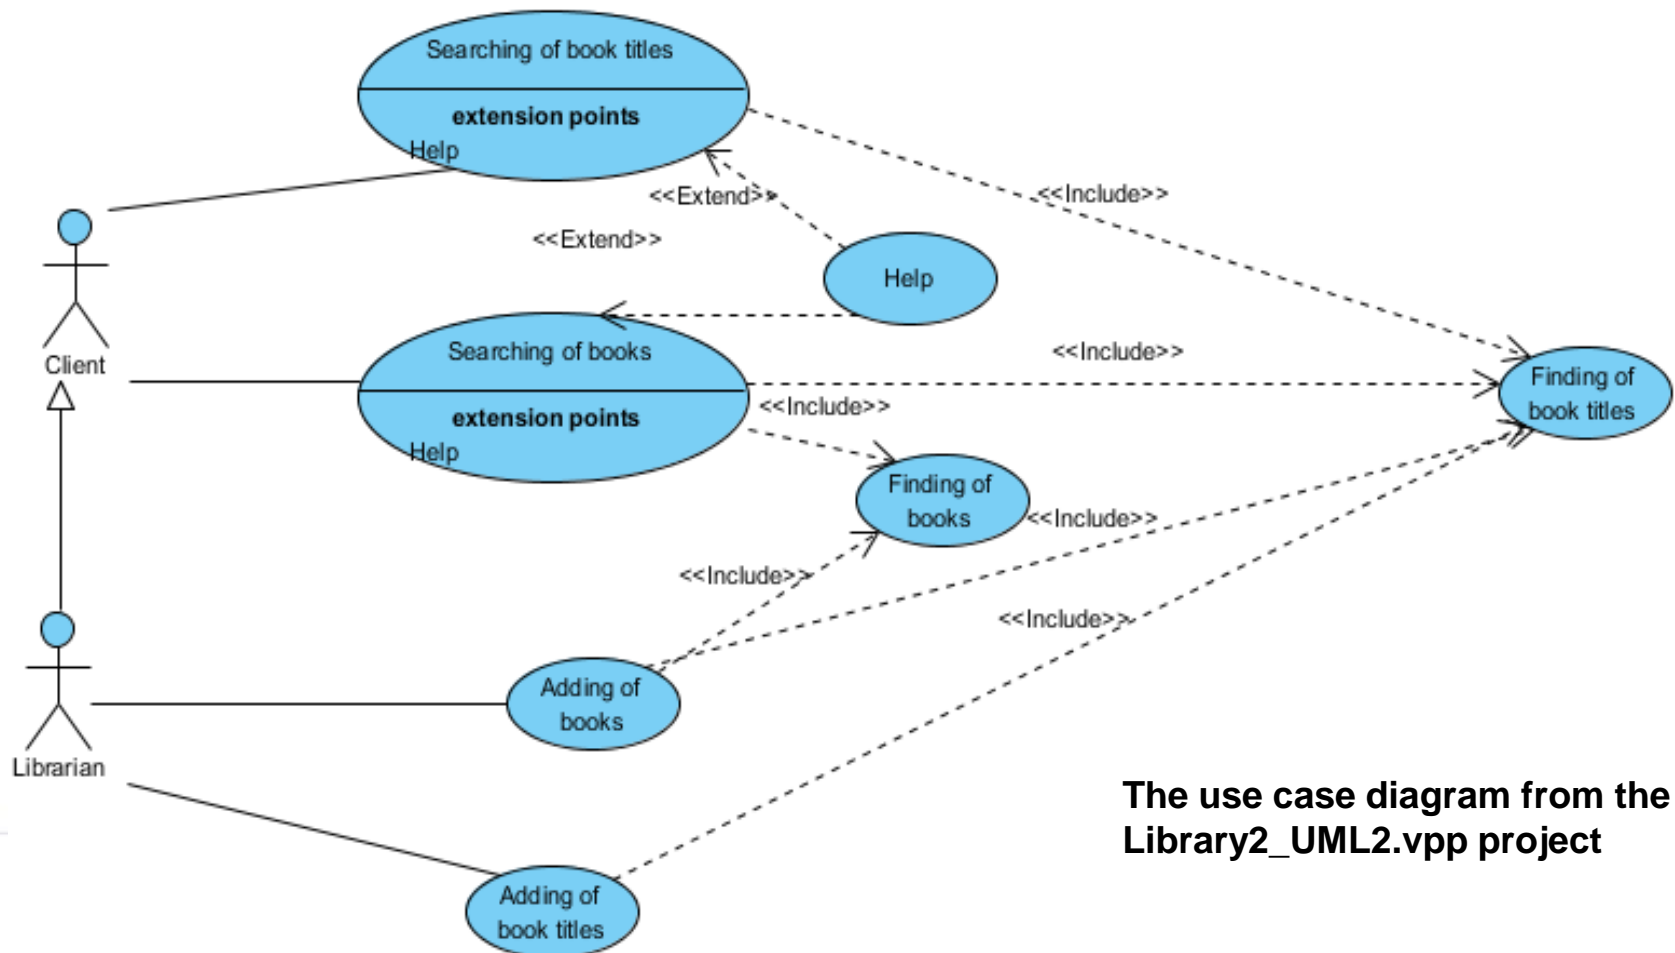 Searching of book titles
extension points
Help
<<Extend>>
<<Include>>
<<Extend>>
Help
Client
Searching of books
extension points
Help
<<Include>>
<<Include>>
Finding of
book titles
Finding of
books
<<Include>>
<<Include>>
<<Include>>
Librarian
Adding of
books
Adding of
book titles
The use case diagram from the
Library2_UML2.vpp project